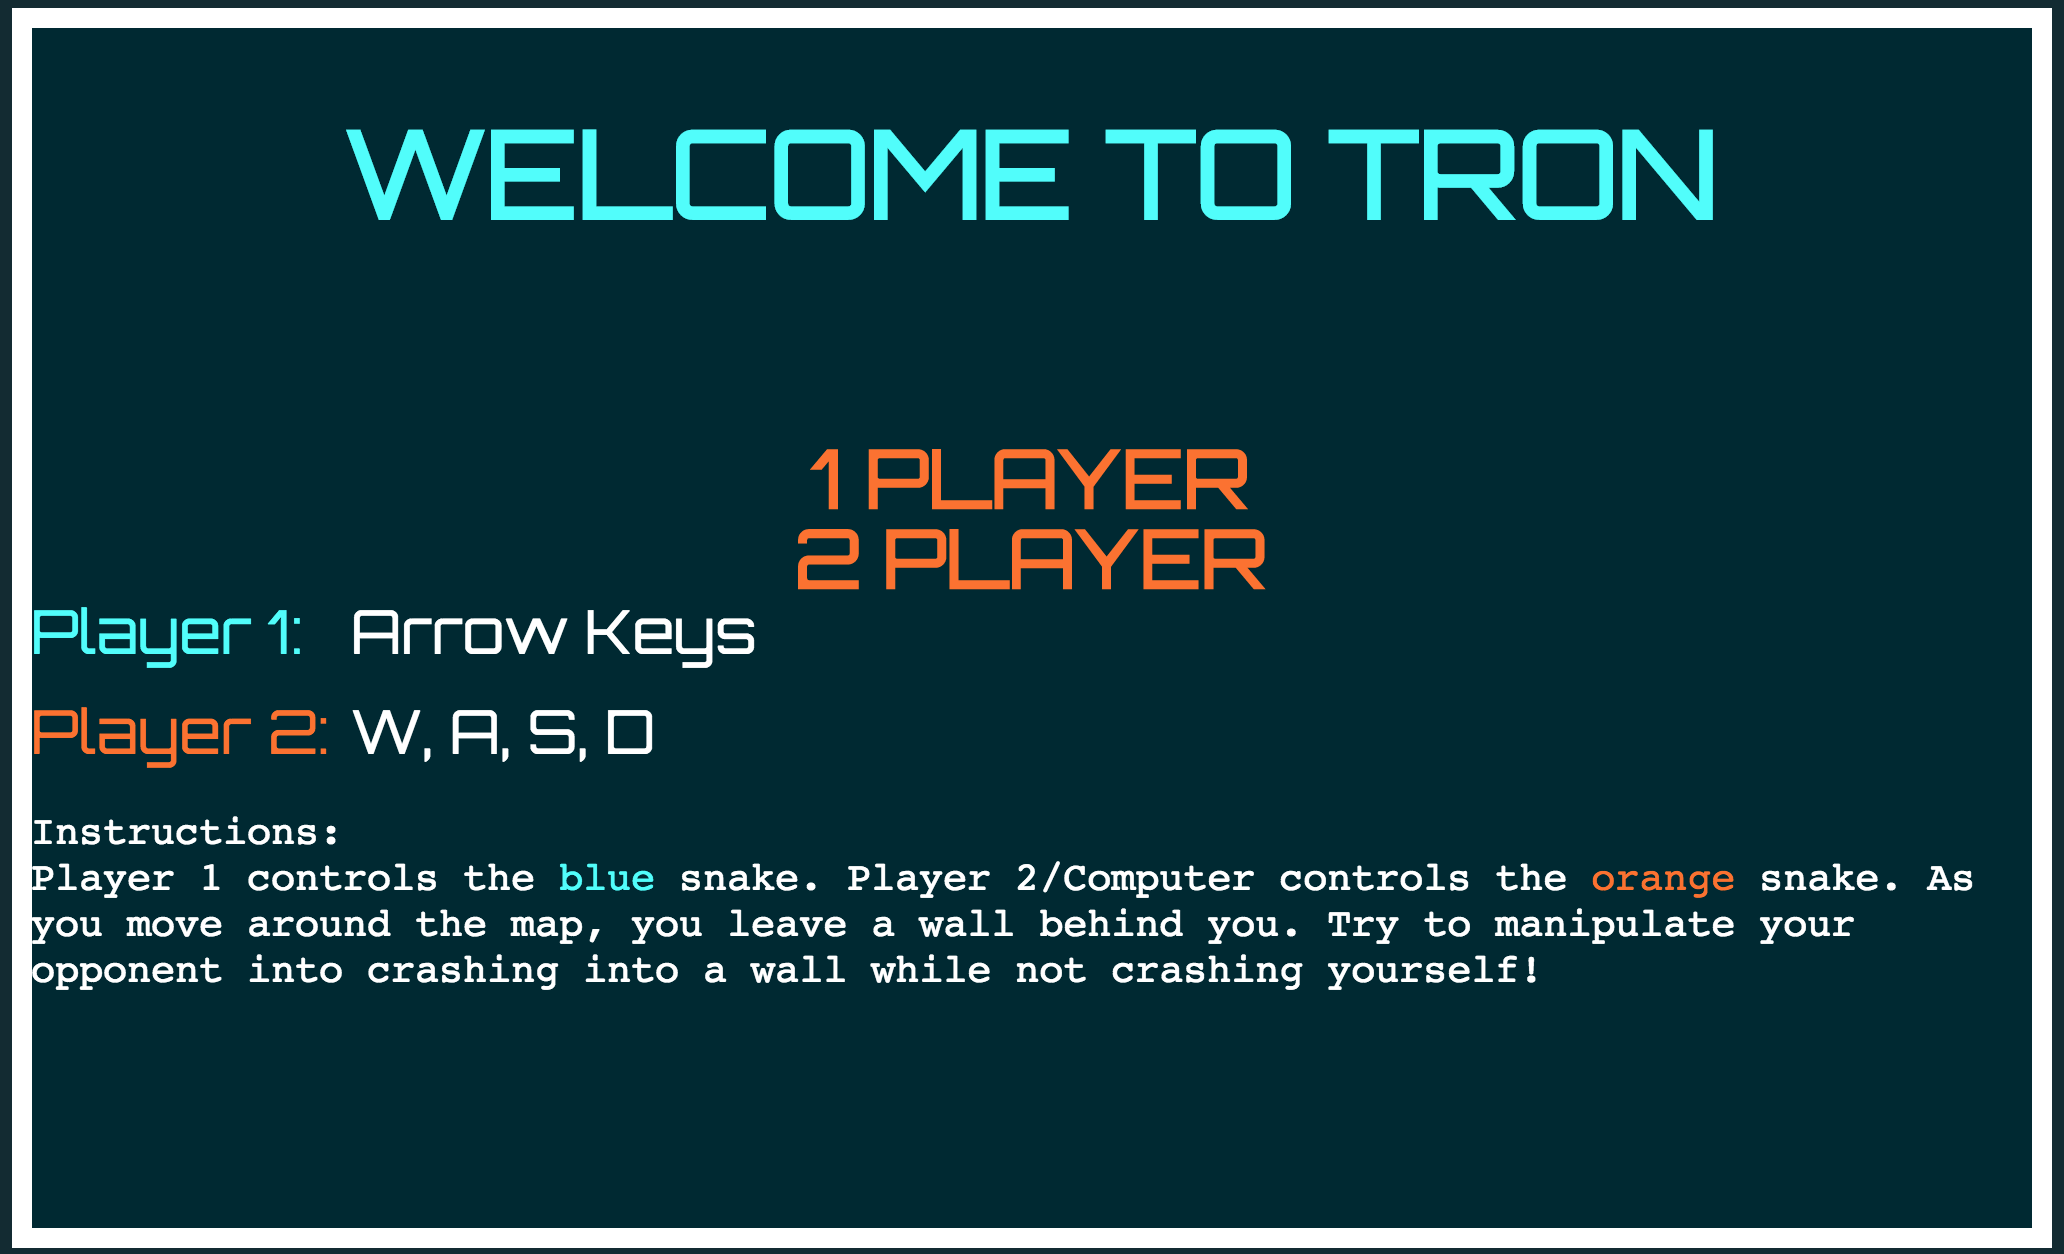 WELCOME TO TRON
1 PLAYER
2 PLAYER
Player 1: Arrow Keys
Player 2: W, A, S, D
Instructions:
Player 1 controls the blue snake. Player 2/Computer controls the orange snake. As
you move around the map, you leave a wall behind you. Try to manipulate your
opponent into crashing into a wall while not crashing yourself!